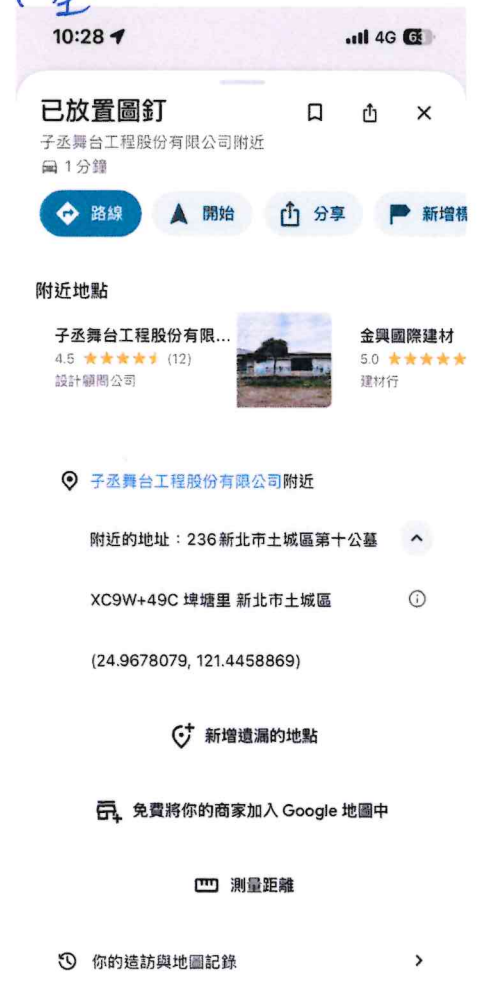 10:28
4G 63
已放置圖釘
子丞舞台工程股份有限公司附近
1 分鐘
路線
開始
分享
新增標
附近地點
子丞舞台工程股份有限...
4.5 (12)
設計顧問公司
金興國際建材
5.0
建材行
子丞舞台工程股份有限公司附近
附近的地址：236新北市土城區第十公墓
XC9W+49C 埤塘里 新北市土城區
(24.9678079, 121.4458869)
新增遺漏的地點
免費將你的商家加入 Google 地圖中
測量距離
你的造訪與地圖記錄